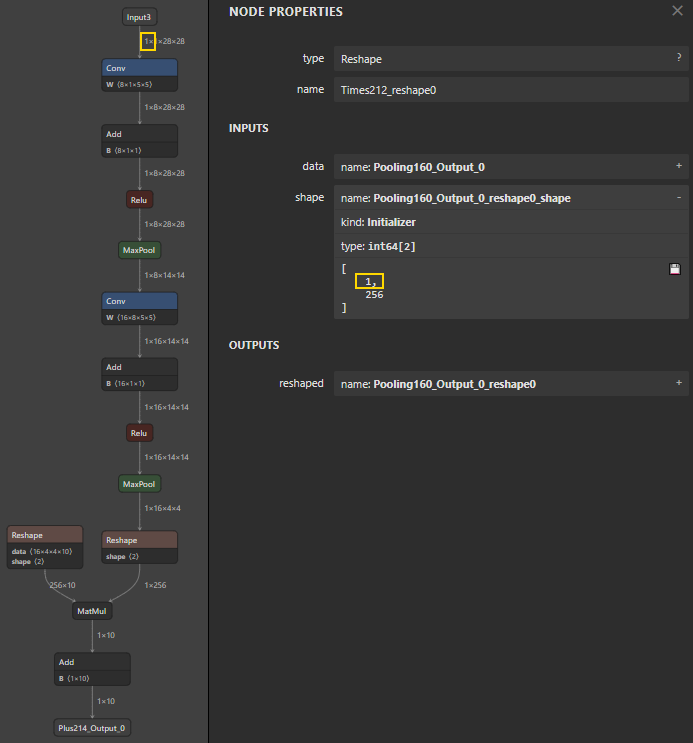 Input3
1×1×28×28
Conv
W ⟨8×1×5×5⟩
1×8×28×28
Add
B ⟨8×1×1⟩
1×8×28×28
Relu
1×8×28×28
MaxPool
1×8×14×14
Conv
W ⟨16×8×5×5⟩
1×16×14×14
Add
B ⟨16×1×1⟩
1×16×14×14
Relu
1×16×14×14
MaxPool
1×16×4×4
Reshape
data ⟨16×4×4×10⟩
shape ⟨2⟩
Reshape
shape ⟨2⟩
256×10
1×256
MatMul
1×10
Add
B ⟨1×10⟩
1×10
Plus214_Output_0
NODE PROPERTIES
type
Reshape
?
name
Times212_reshape0
INPUTS
data
name: Pooling160_Output_0
+
shape
name: Pooling160_Output_0_reshape0_shape
-
kind: Initializer
type: int64[2]
[
1,
256
]
OUTPUTS
reshaped
name: Pooling160_Output_0_reshape0
+